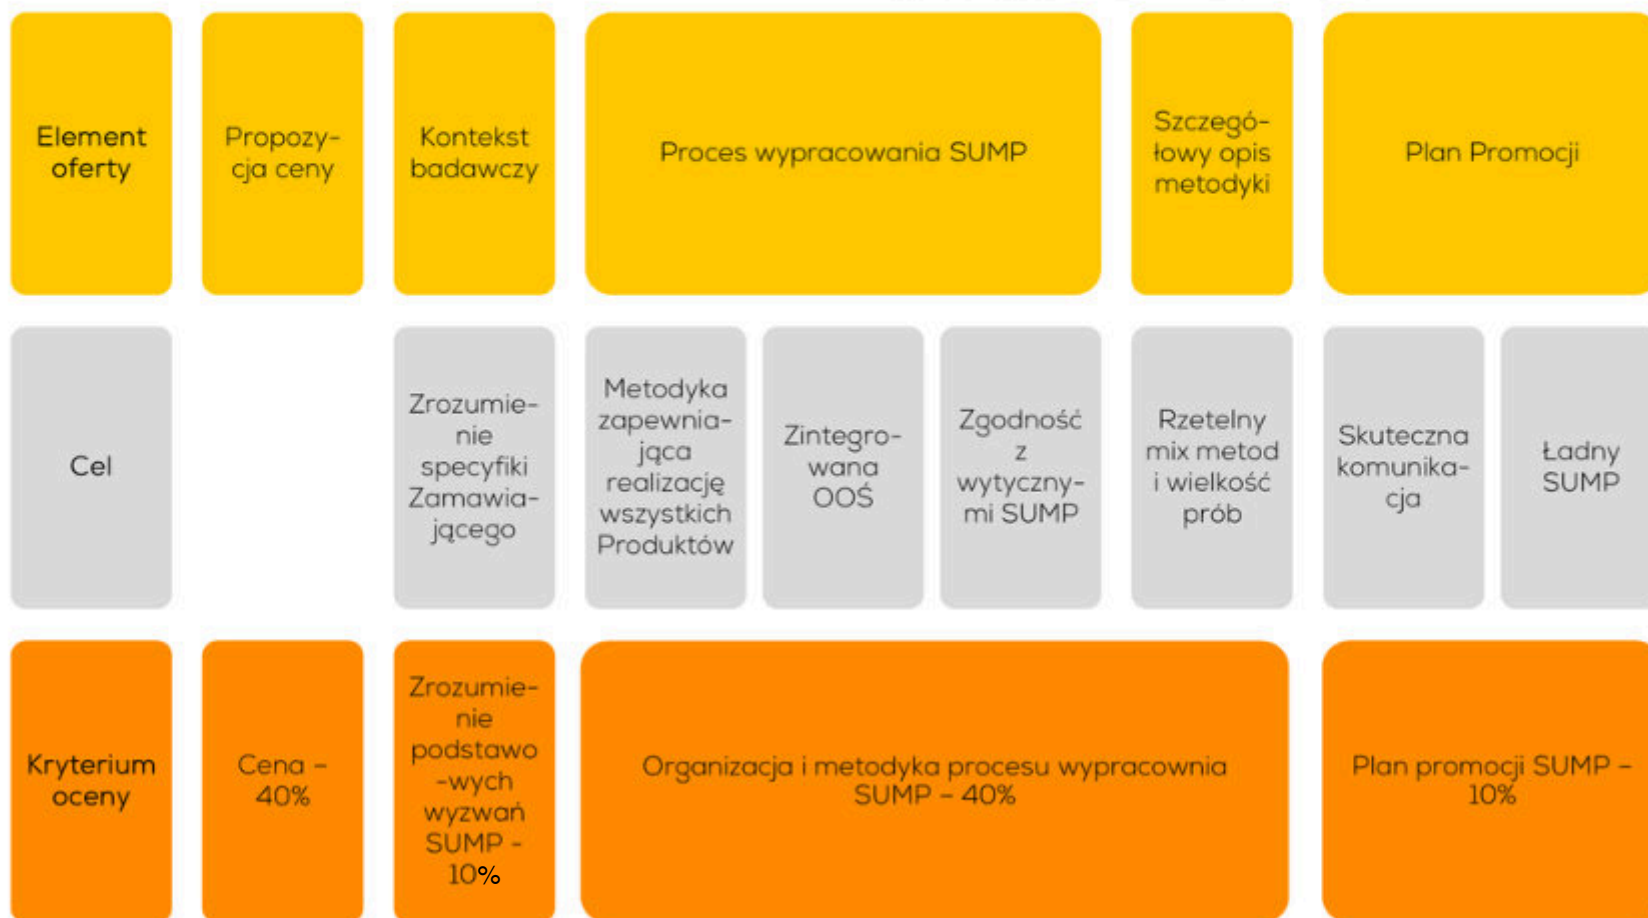 Element
oferty
Propozy-
cja ceny
Kontekst
badawczy
Proces wypracowania SUMP
Szczegó-
łowy opis
metodyki
Plan Promocji
Cel
Zrozumie-
nie
specyfiki
Zamawia-
jącego
Metodyka
zapewnia-
jąca
realizację
wszystkich
Produktów
Zintegro-
wana
OOŚ
Zgodność
z
wytyczny-
mi SUMP
Rzetelny
mix metod
i wielkość
prób
Skuteczna
komunika-
cja
Ładny
SUMP
Kryterium
oceny
Cena –
40%
Zrozumie-
nie
podstawo
-wych
wyzwań
SUMP -
10%
Organizacja i metodyka procesu wypracownia
SUMP – 40%
Plan promocji SUMP –
10%